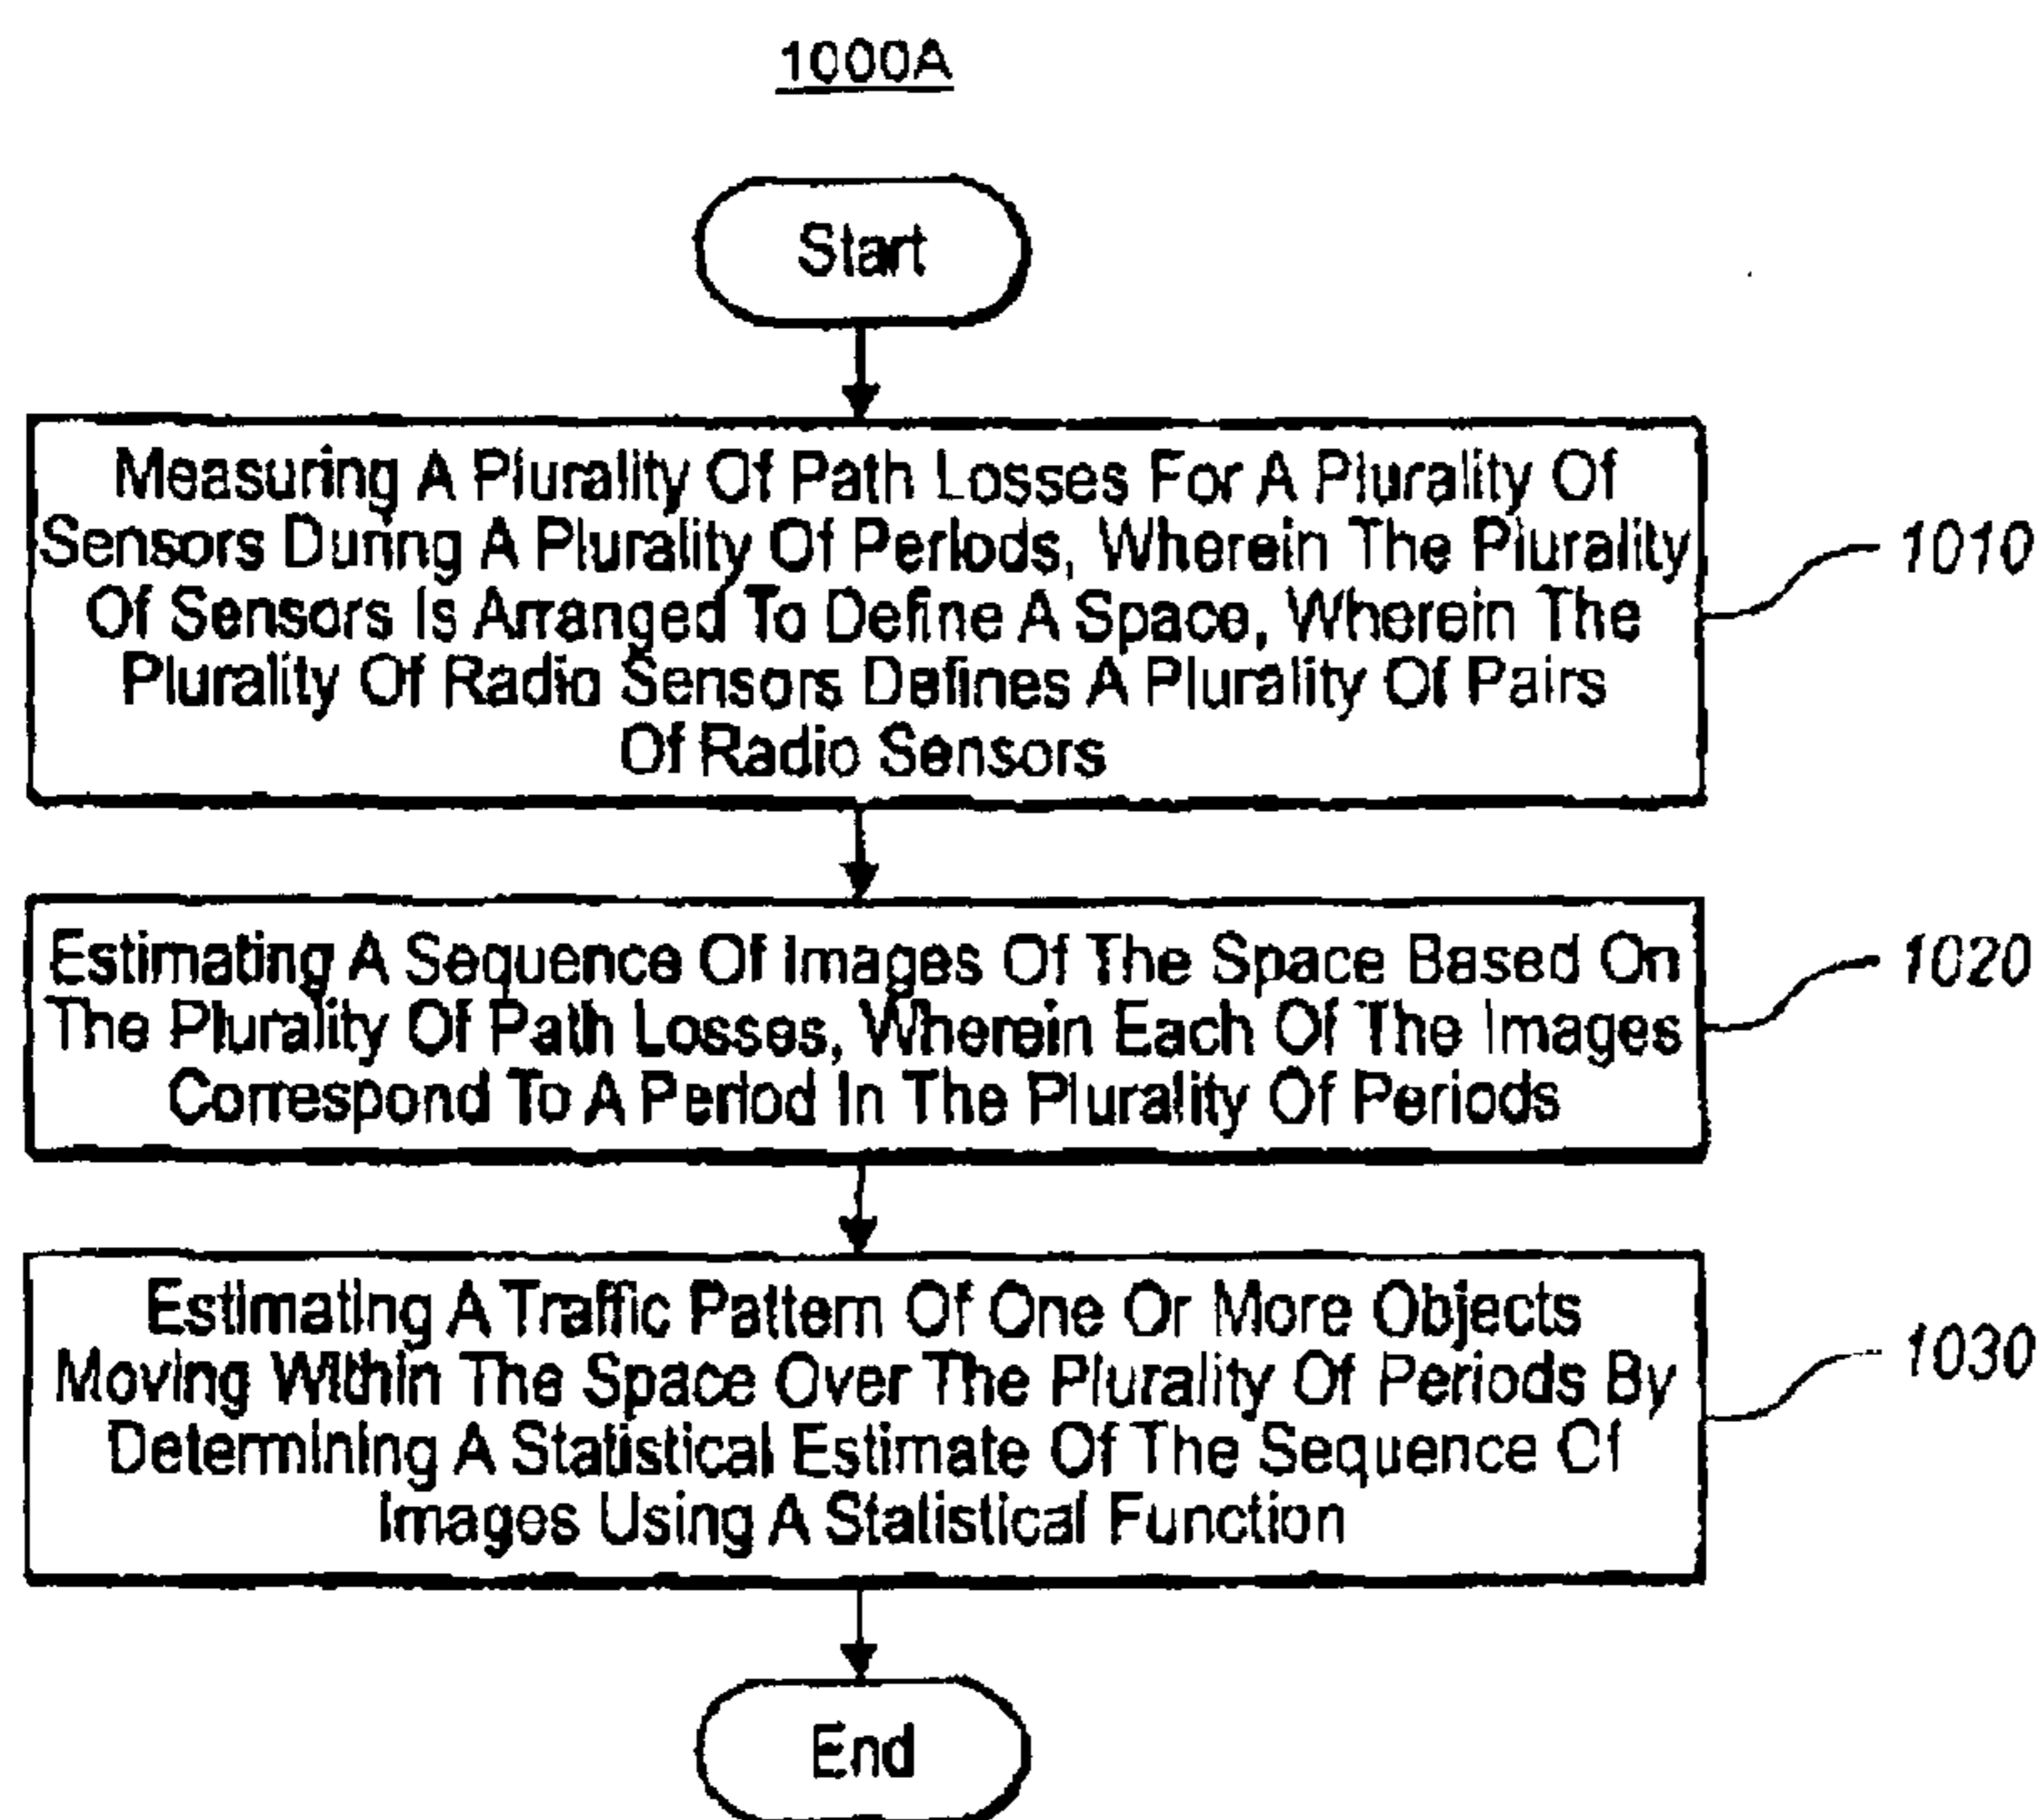 1000A
Start
Measuring A Plurality Of Path Losses For A Plurality Of
Sensors During A Plurality Of Periods, Wherein The Plurality
Of Sensors Is Arranged To Define A Space, Wherein The
Plurality Of Radio Sensors Defines A Plurality Of Pairs
Of Radio Sensors
1010
Estimating A Sequence Of Images Of The Space Based On
The Plurality Of Path Losses, Wherein Each Of The Images
Correspond To A Period In The Plurality Of Periods
1020
Estimating A Traffic Pattern Of One Or More Objects
Moving Within The Space Over The Plurality Of Periods By
Determining A Statistical Estimate Of The Sequence Of
Images Using A Statistical Function
1030
End